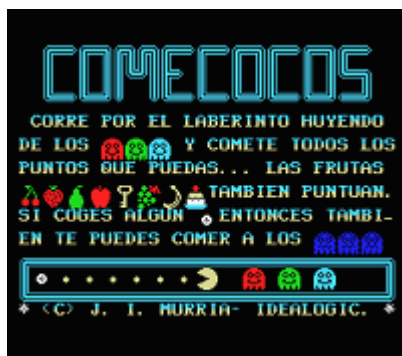 COMECOCOS
CORRE POR EL LABERINTO HUYENDO
DE LOS Y COMETE TODOS LOS
PUNTOS QUE PUEDAS... LAS FRUTAS
TAMBIEN PUNTUAN.
SI COGES ALGUN ENTONCES TAMBI-
EN TE PUEDES COMER A LOS
* (C) J. I. MURRIA- IDEALOGIC. *